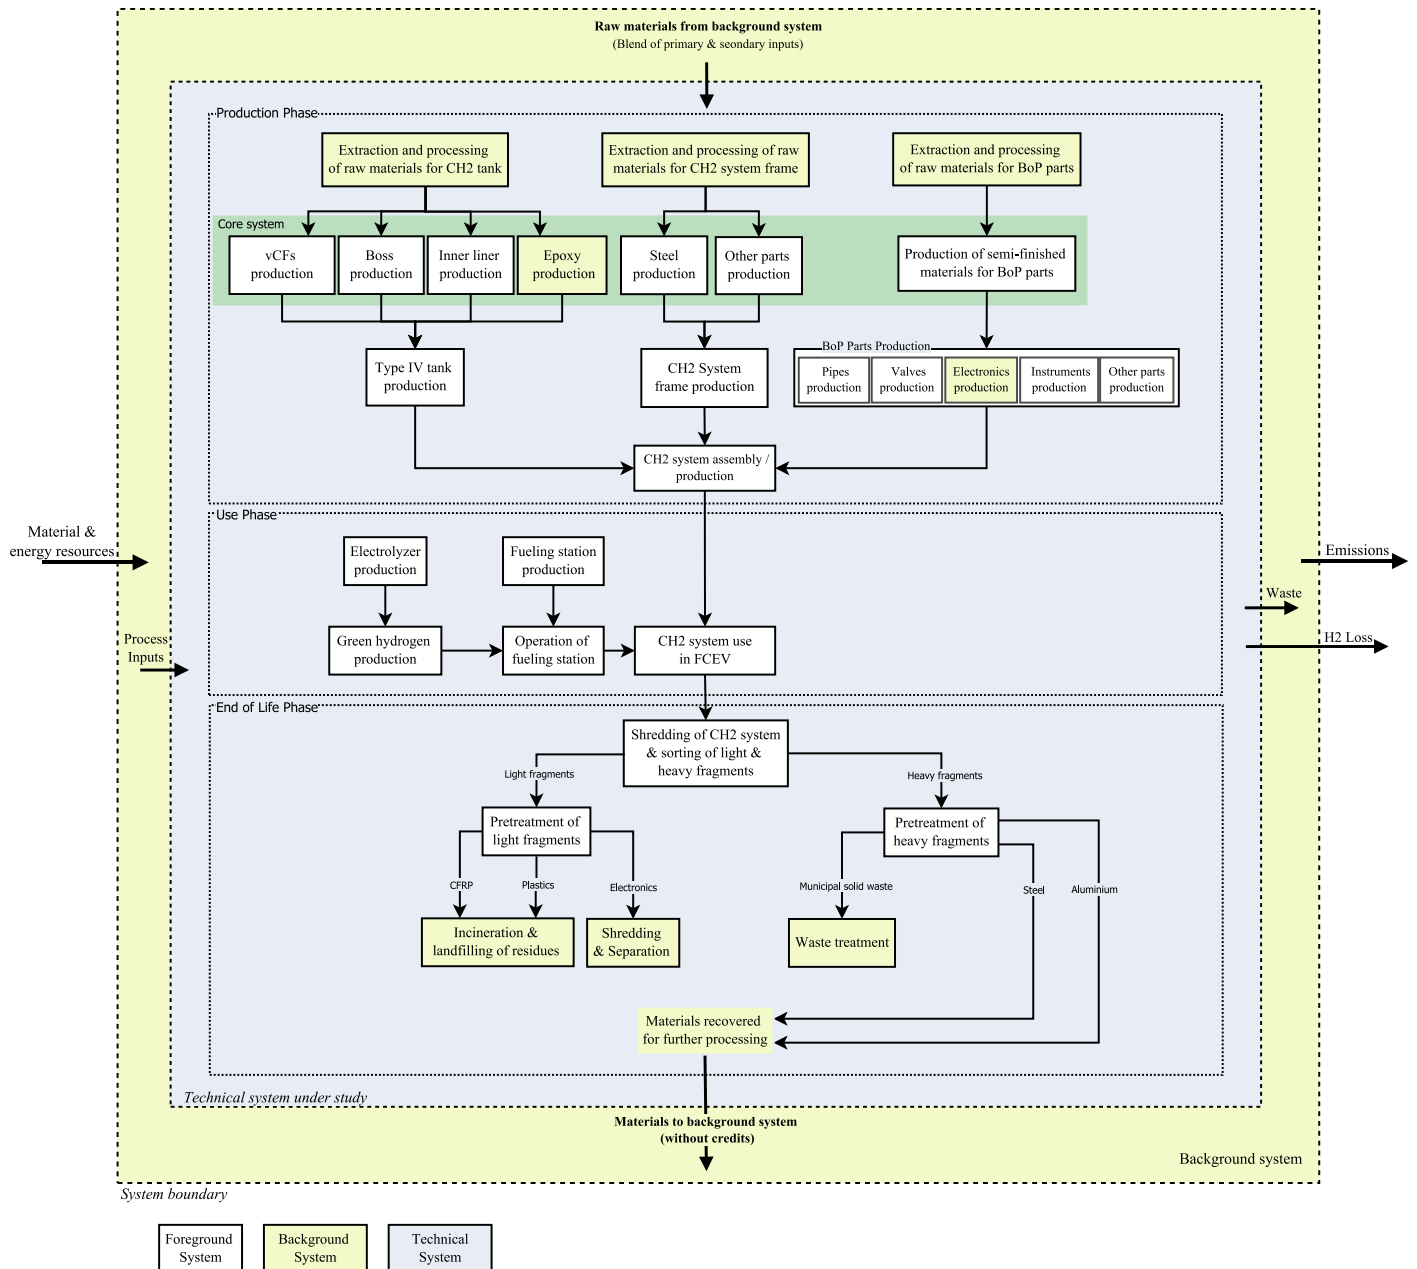 Raw materials from background system
(Blend of primary & seondary inputs)
Production Phase
Extraction and processing
of raw materials for CH2 tank
Extraction and processing of raw
materials for CH2 system frame
Extraction and processing
of raw materials for BoP parts
Core system
vCFs
production
Boss
production
Inner liner
production
Epoxy
production
Steel
production
Other parts
production
Production of semi-finished
materials for BoP parts
Type IV tank
production
CH2 System
frame production
BoP Parts Production
Pipes
production
Valves
production
Electronics
production
Instruments
production
Other parts
production
CH2 system assembly /
production
Use Phase
Material &
energy resources
Electrolyzer
production
Fueling station
production
Emissions
Waste
Process
Inputs
Green hydrogen
production
Operation of
fueling station
CH2 system use
in FCEV
H2 Loss
End of Life Phase
Shredding of CH2 system
& sorting of light &
heavy fragments
Light fragments
Heavy fragments
Pretreatment of
light fragments
Pretreatment of
heavy fragments
CFRP
Plastics
Electronics
Municipal solid waste
Steel
Aluminium
Incineration &
landfilling of residues
Shredding
& Separation
Waste treatment
Materials recovered
for further processing
Technical system under study
Materials to background system
(without credits)
Background system
System boundary
Foreground
System
Background
System
Technical
System